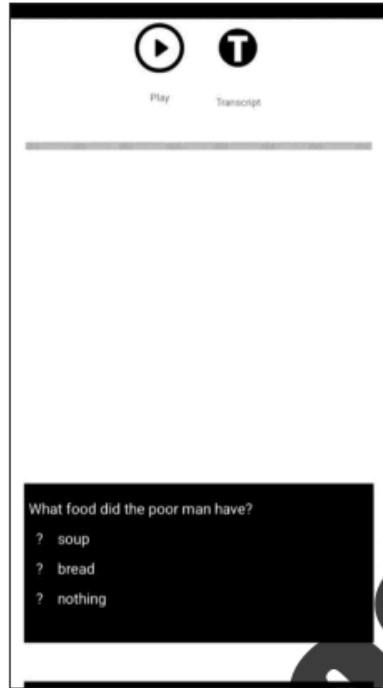 T
Play
Transcript
What food did the poor man have?
? soup
? bread
? nothing